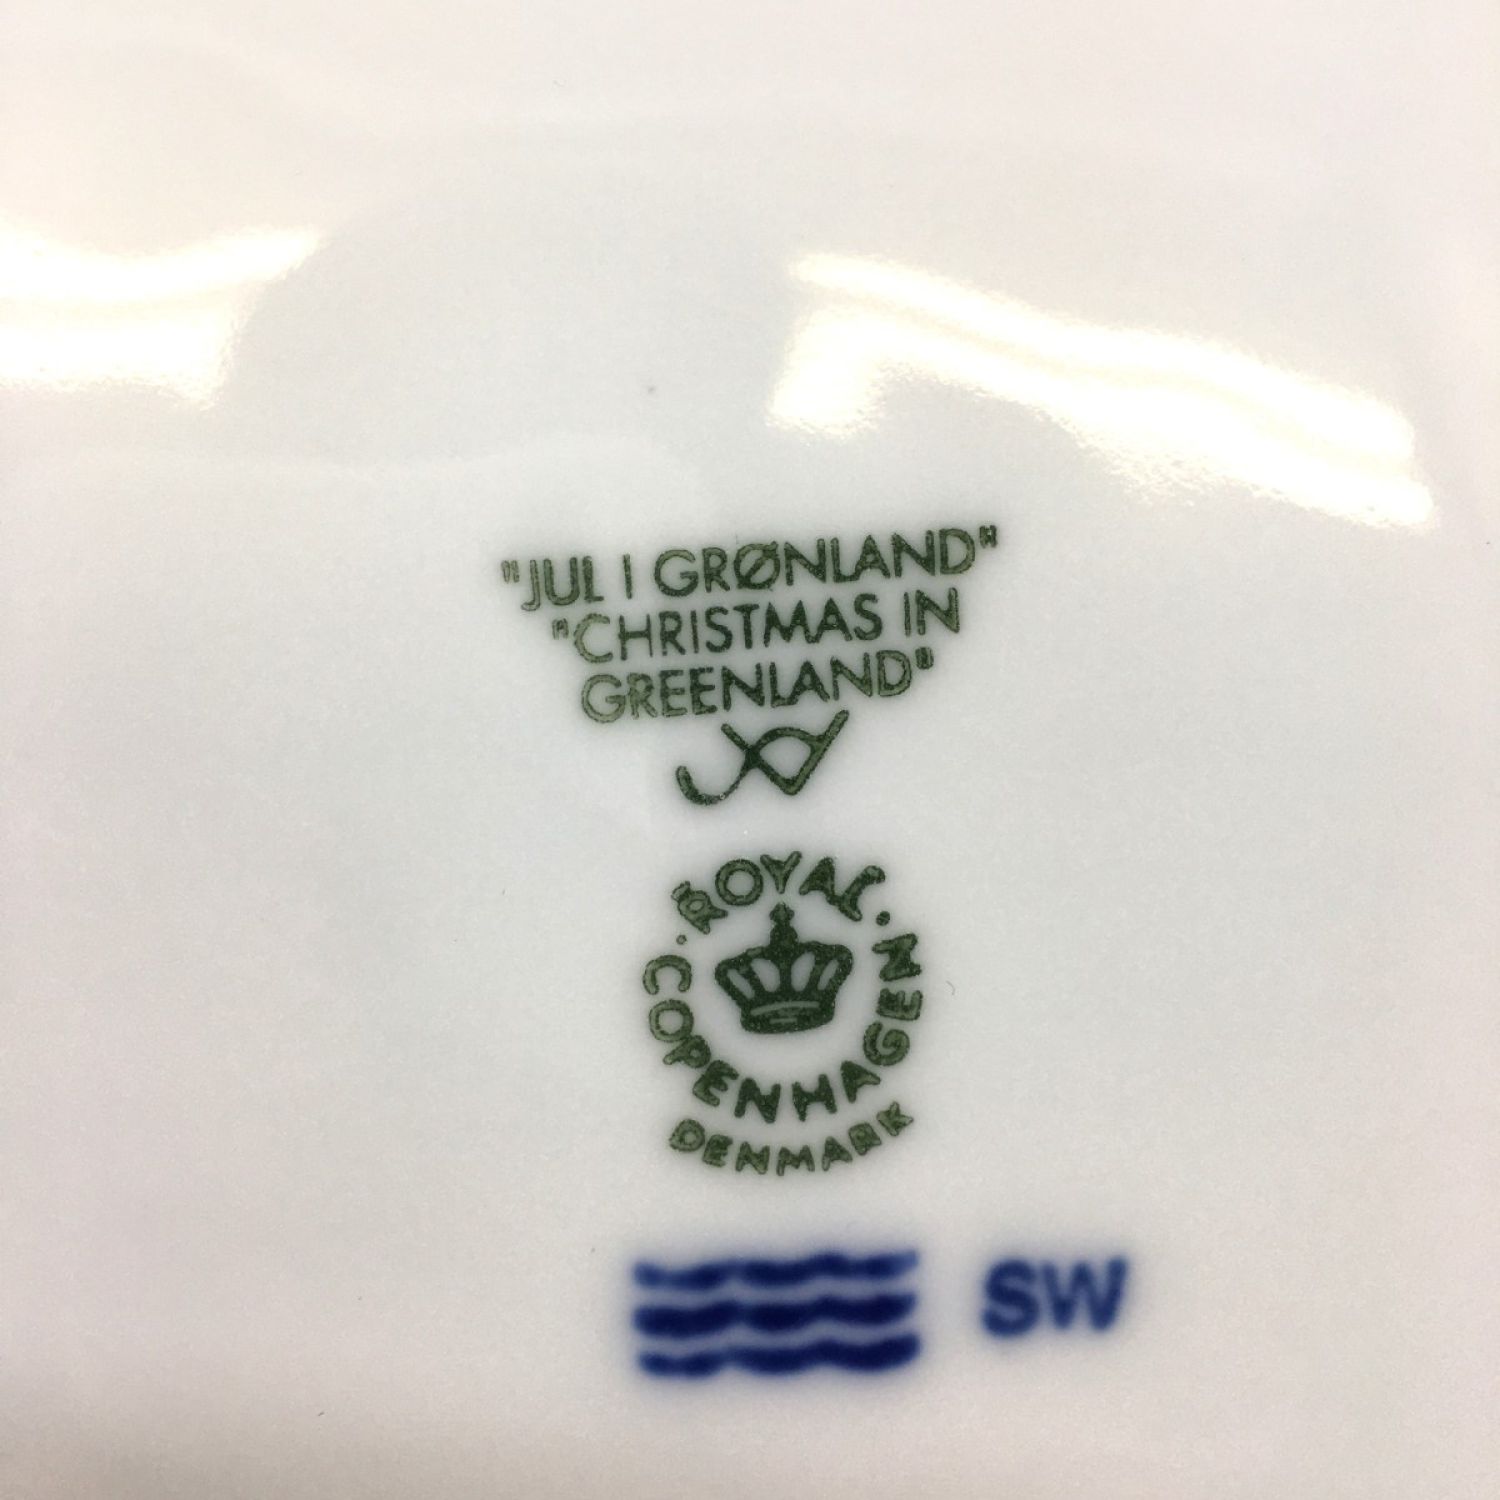 "JUL I GRØNLAND"
"CHRISTMAS IN
GREENLAND"
· ROYAL ·
COPENHAGEN
DENMARK
SW